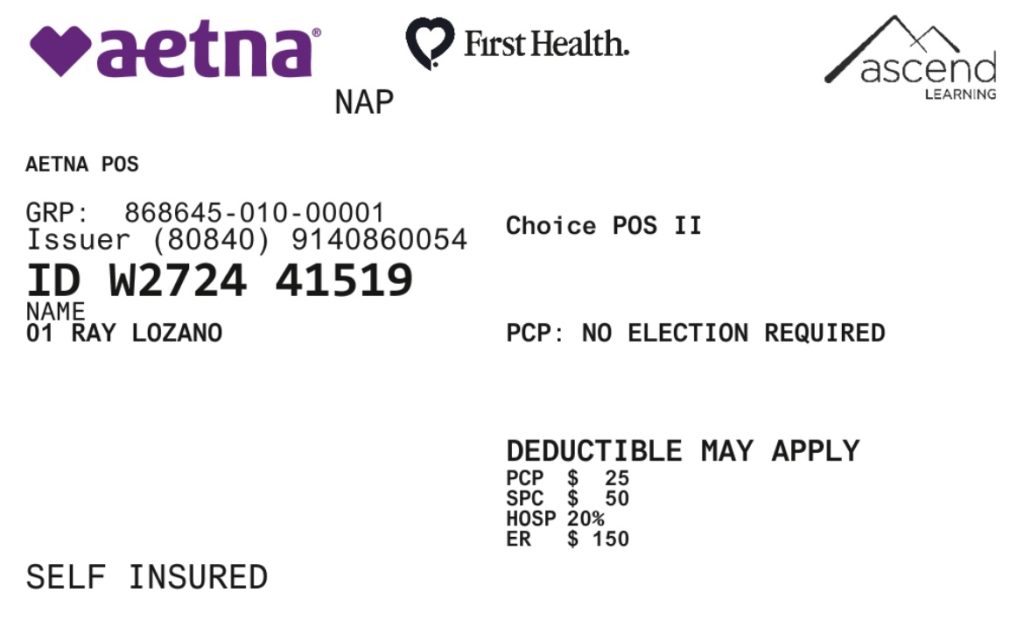 aetna®
First Health.
ascend
LEARNING
NAP
AETNA POS
GRP: 868645-010-00001
Issuer (80840) 9140860054
ID W2724 41519
NAME
01 RAY LOZANO
Choice POS II
PCP: NO ELECTION REQUIRED
DEDUCTIBLE MAY APPLY
PCP $ 25
SPC $ 50
HOSP 20%
ER $ 150
SELF INSURED